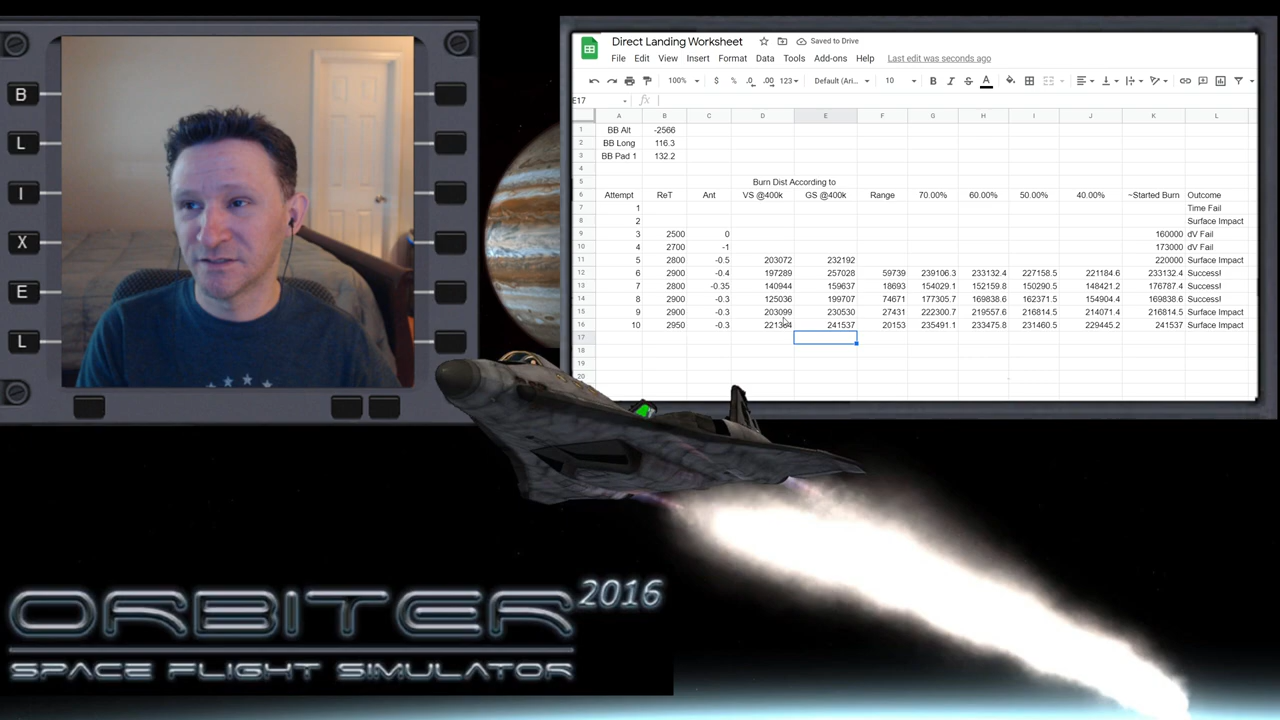 B
L
I
X
E
L
Direct Landing Worksheet Saved to Drive
File Edit View Insert Format Data Tools Add-ons Help Last edit was seconds ago
100% $ % .0 .00 123 Default (Ari... 10 B I S A
E17 fx
A B C D E F G H I J K L
1 BB Alt -2566
2 BB Long 116.3
3 BB Pad 1 132.2
4
5 Burn Dist According to
6 Attempt ReT Ant VS @400k GS @400k Range 70.00% 60.00% 50.00% 40.00% ~Started Burn Outcome
7 1 Time Fail
8 2 Surface Impact
9 3 2500 0 160000 dV Fail
10 4 2700 -1 173000 dV Fail
11 5 2800 -0.5 203072 232192 220000 Surface Impact
12 6 2900 -0.4 197289 257028 59739 239106.3 233132.4 227158.5 221184.6 233132.4 Success!
13 7 2800 -0.35 140944 159637 18693 154029.1 152159.8 150290.5 148421.2 176787.4 Success!
14 8 2900 -0.3 125036 199707 74671 177305.7 169838.6 162371.5 154904.4 169838.6 Success!
15 9 2900 -0.3 203099 230530 27431 222300.7 219557.6 216814.5 214071.4 216814.5 Surface Impact
16 10 2950 -0.3 221384 241537 20153 235491.1 233475.8 231460.5 229445.2 241537 Surface Impact
17
18
19
20
ORBITER 2016
SPACE FLIGHT SIMULATOR